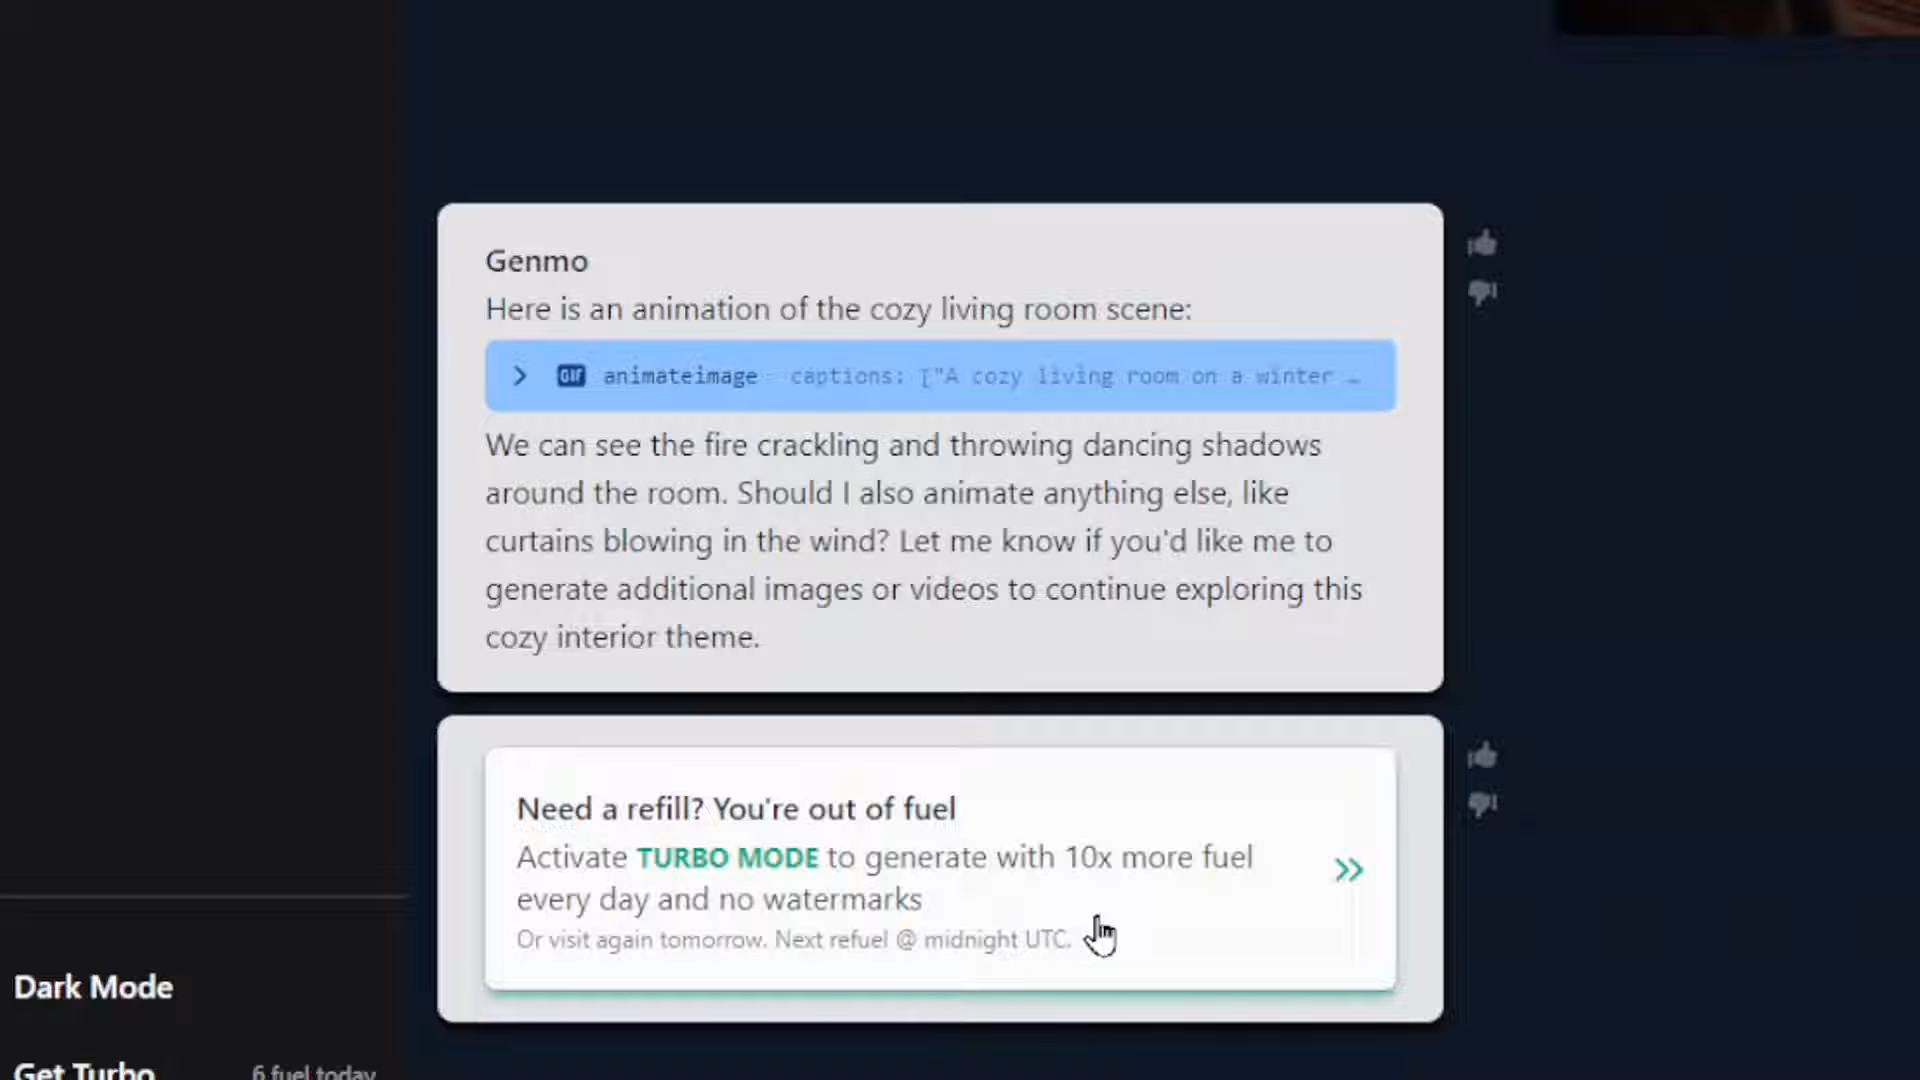 Genmo
Here is an animation of the cozy living room scene:
GIF animateimage captions: ["A cozy living room on a winter …
We can see the fire crackling and throwing dancing shadows
around the room. Should I also animate anything else, like
curtains blowing in the wind? Let me know if you'd like me to
generate additional images or videos to continue exploring this
cozy interior theme.
Need a refill? You're out of fuel
Activate TURBO MODE to generate with 10x more fuel
every day and no watermarks
Or visit again tomorrow. Next refuel @ midnight UTC.
Dark Mode
Get Turbo 6 fuel today